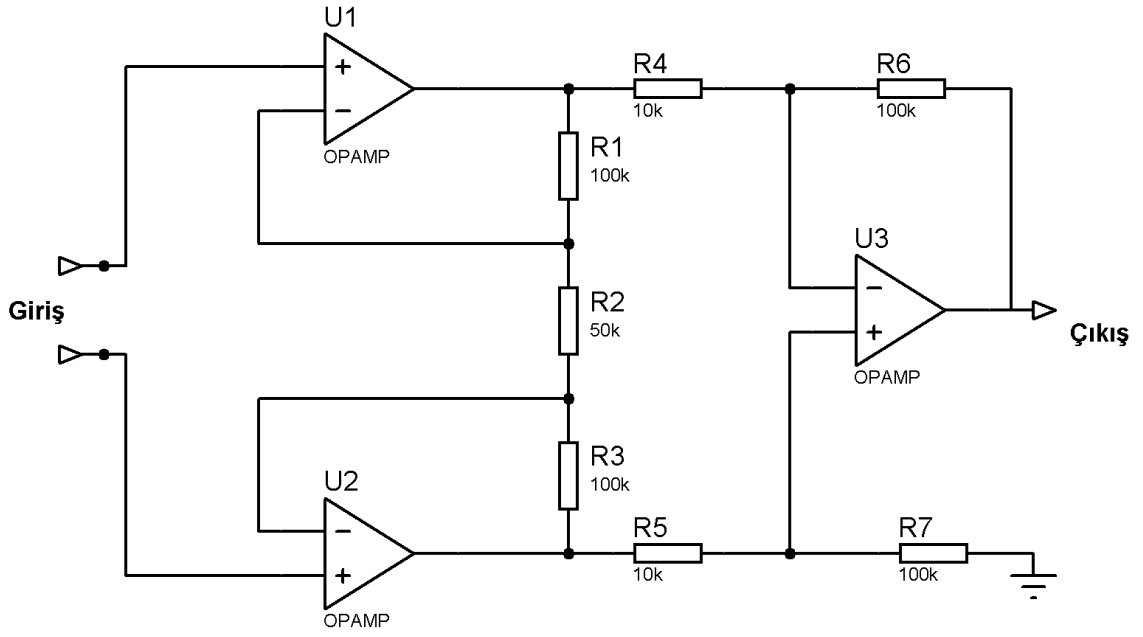 U1
+
−
OPAMP
R4
10k
R6
100k
R1
100k
Giriş
R2
50k
U3
−
+
OPAMP
Çıkış
R3
100k
U2
−
+
OPAMP
R5
10k
R7
100k